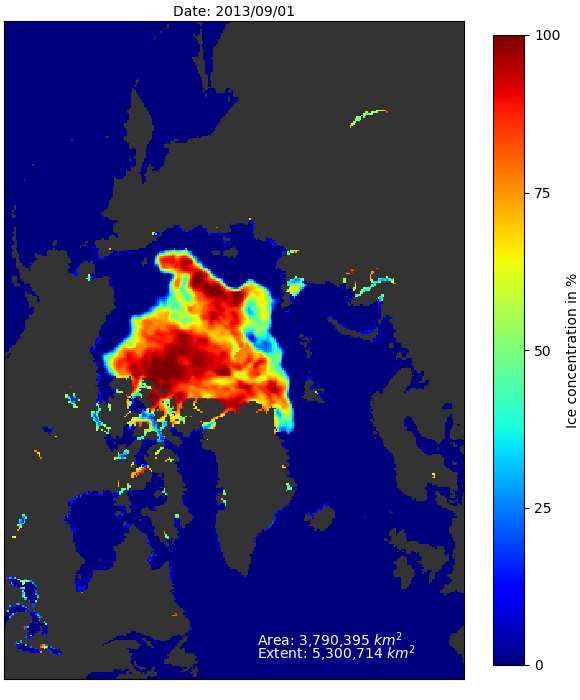 Date: 2013/09/01
100
75
50
25
0
Ice concentration in %
Area: 3,790,395 km²
Extent: 5,300,714 km²